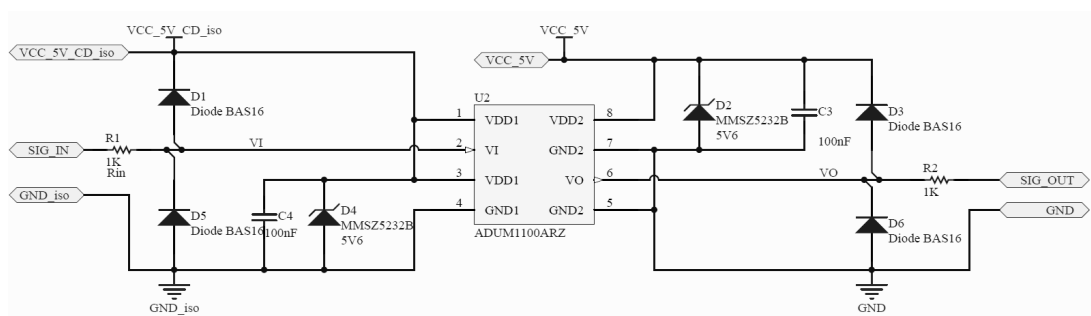 VCC_5V_CD_iso
VCC_5V
VCC_5V_CD_iso
VCC_5V
D1
Diode BAS16
U2
D2
MMSZ5232B
5V6
C3
100nF
D3
Diode BAS16
1 VDD1 VDD2 8
R1
SIG_IN
1K
Rin
VI
2 VI GND2 7
3 VDD1 VO 6
VO
R2
1K
SIG_OUT
GND_iso
4 GND1 GND2 5
GND
D5
Diode BAS16
C4
100nF
D4
MMSZ5232B
5V6
ADUM1100ARZ
D6
Diode BAS16
GND_iso
GND